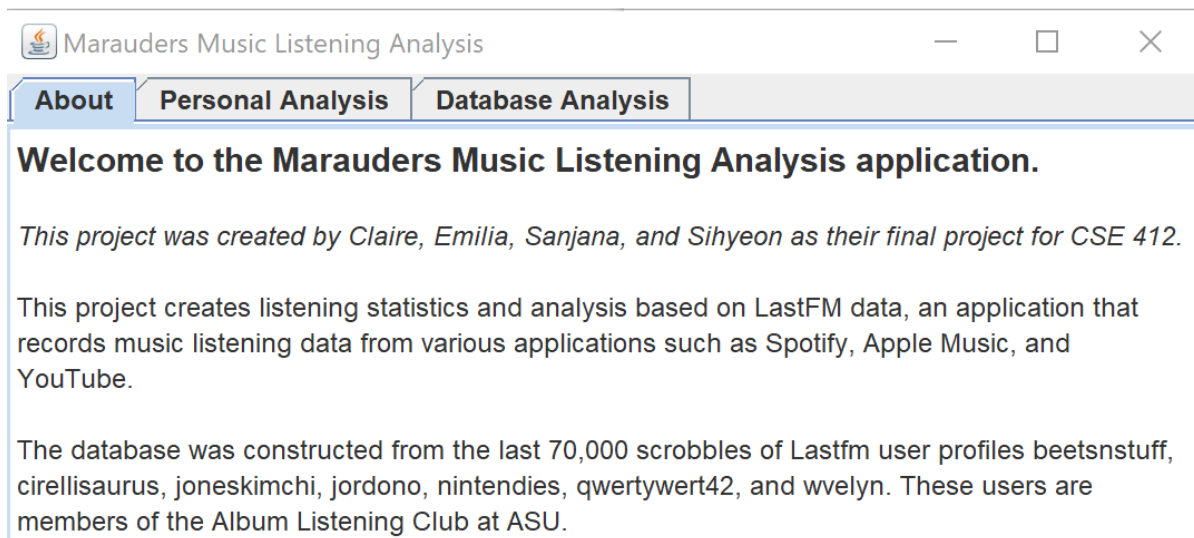 Marauders Music Listening Analysis
About Personal Analysis Database Analysis
Welcome to the Marauders Music Listening Analysis application.
This project was created by Claire, Emilia, Sanjana, and Sihyeon as their final project for CSE 412.
This project creates listening statistics and analysis based on LastFM data, an application that
records music listening data from various applications such as Spotify, Apple Music, and
YouTube.
The database was constructed from the last 70,000 scrobbles of Lastfm user profiles beetsnstuff,
cirellisaurus, joneskimchi, jordono, nintendies, qwertywert42, and wvelyn. These users are
members of the Album Listening Club at ASU.